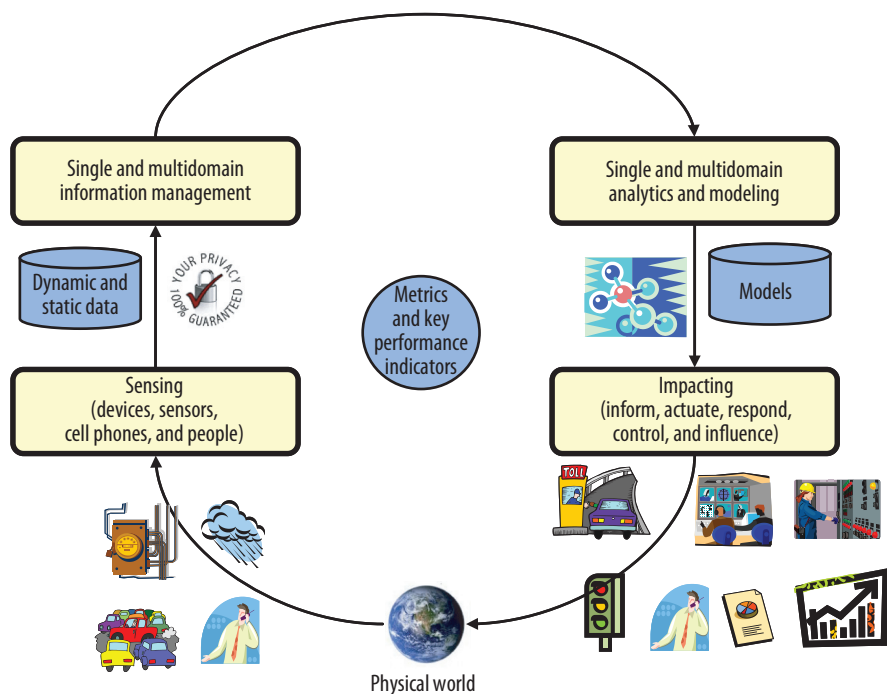 Single and multidomain
information management
Single and multidomain
analytics and modeling
Dynamic and
static data
YOUR PRIVACY
100% GUARANTEED
Metrics
and key
performance
indicators
Models
Sensing
(devices, sensors,
cell phones, and people)
Impacting
(inform, actuate, respond,
control, and influence)
TOLL
Physical world